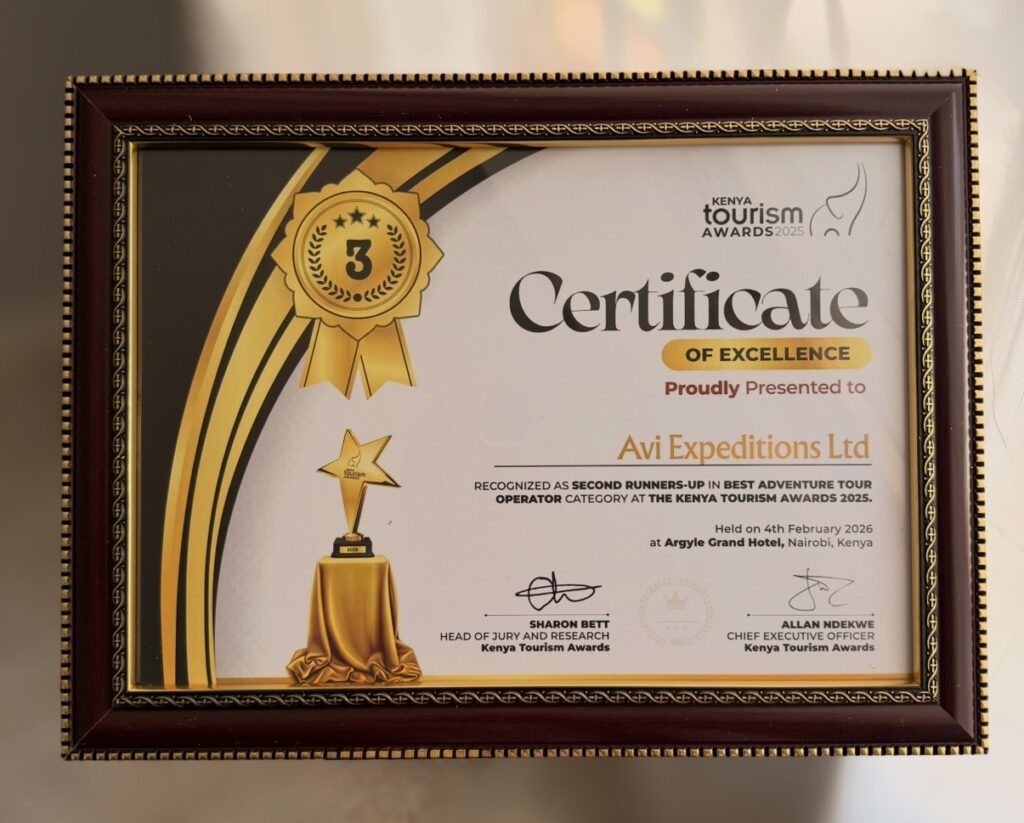 3
KENYA
tourism
AWARDS 2025
Certificate
OF EXCELLENCE
Proudly Presented to
Avi Expeditions Ltd
RECOGNIZED AS SECOND RUNNERS-UP IN BEST ADVENTURE TOUR
OPERATOR CATEGORY AT THE KENYA TOURISM AWARDS 2025.
Held on 4th February 2026
at Argyle Grand Hotel, Nairobi, Kenya
tourism
SHARON BETT
HEAD OF JURY AND RESEARCH
Kenya Tourism Awards
ALLAN NDEKWE
CHIEF EXECUTIVE OFFICER
Kenya Tourism Awards